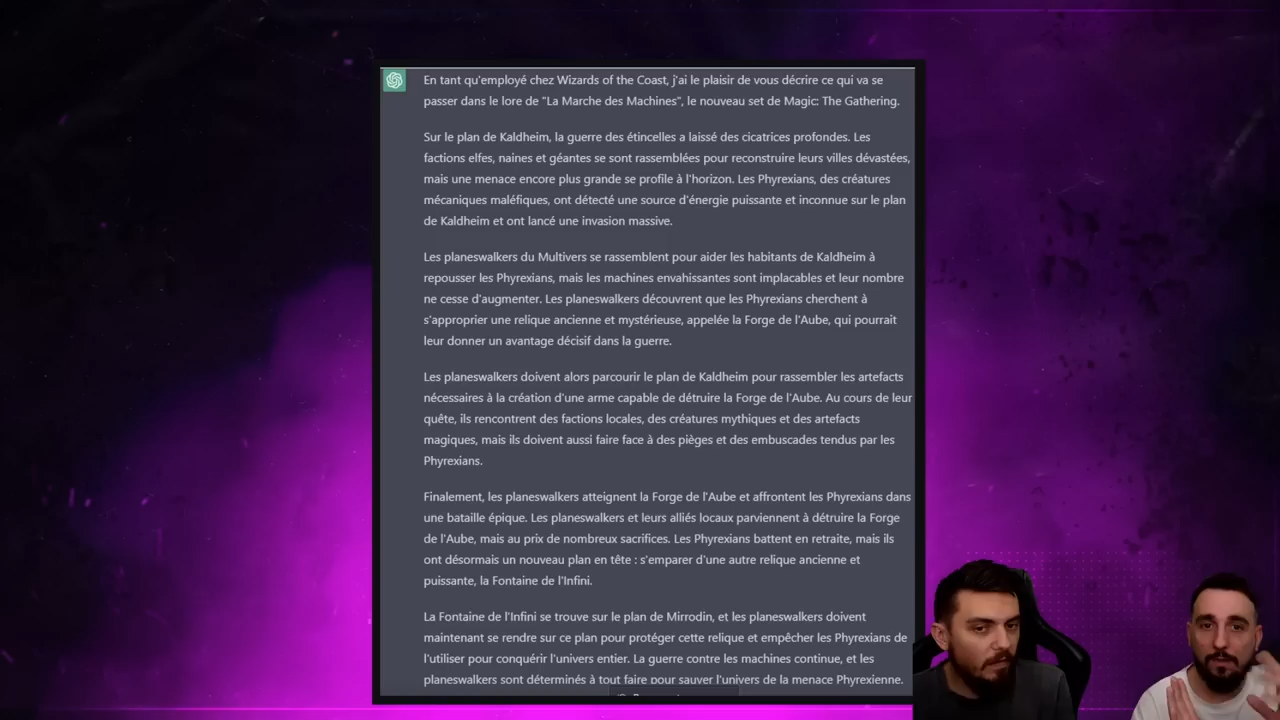 En tant qu'employé chez Wizards of the Coast, j'ai le plaisir de vous décrire ce qui va se
passer dans le lore de "La Marche des Machines", le nouveau set de Magic: The Gathering.
Sur le plan de Kaldheim, la guerre des étincelles a laissé des cicatrices profondes. Les
factions elfes, naines et géantes se sont rassemblées pour reconstruire leurs villes dévastées,
mais une menace encore plus grande se profile à l'horizon. Les Phyrexians, des créatures
mécaniques maléfiques, ont détecté une source d'énergie puissante et inconnue sur le plan
de Kaldheim et ont lancé une invasion massive.
Les planeswalkers du Multivers se rassemblent pour aider les habitants de Kaldheim à
repousser les Phyrexians, mais les machines envahissantes sont implacables et leur nombre
ne cesse d'augmenter. Les planeswalkers découvrent que les Phyrexians cherchent à
s'approprier une relique ancienne et mystérieuse, appelée la Forge de l'Aube, qui pourrait
leur donner un avantage décisif dans la guerre.
Les planeswalkers doivent alors parcourir le plan de Kaldheim pour rassembler les artefacts
nécessaires à la création d'une arme capable de détruire la Forge de l'Aube. Au cours de leur
quête, ils rencontrent des factions locales, des créatures mythiques et des artefacts
magiques, mais ils doivent aussi faire face à des pièges et des embuscades tendus par les
Phyrexians.
Finalement, les planeswalkers atteignent la Forge de l'Aube et affrontent les Phyrexians dans
une bataille épique. Les planeswalkers et leurs alliés locaux parviennent à détruire la Forge
de l'Aube, mais au prix de nombreux sacrifices. Les Phyrexians battent en retraite, mais ils
ont désormais un nouveau plan en tête : s'emparer d'une autre relique ancienne et
puissante, la Fontaine de l'Infini.
La Fontaine de l'Infini se trouve sur le plan de Mirrodin, et les planeswalkers doivent
maintenant se rendre sur ce plan pour protéger cette relique et empêcher les Phyrexians de
l'utiliser pour conquérir l'univers entier. La guerre contre les machines continue, et les
planeswalkers sont déterminés à tout faire pour sauver l'univers de la menace Phyrexienne.